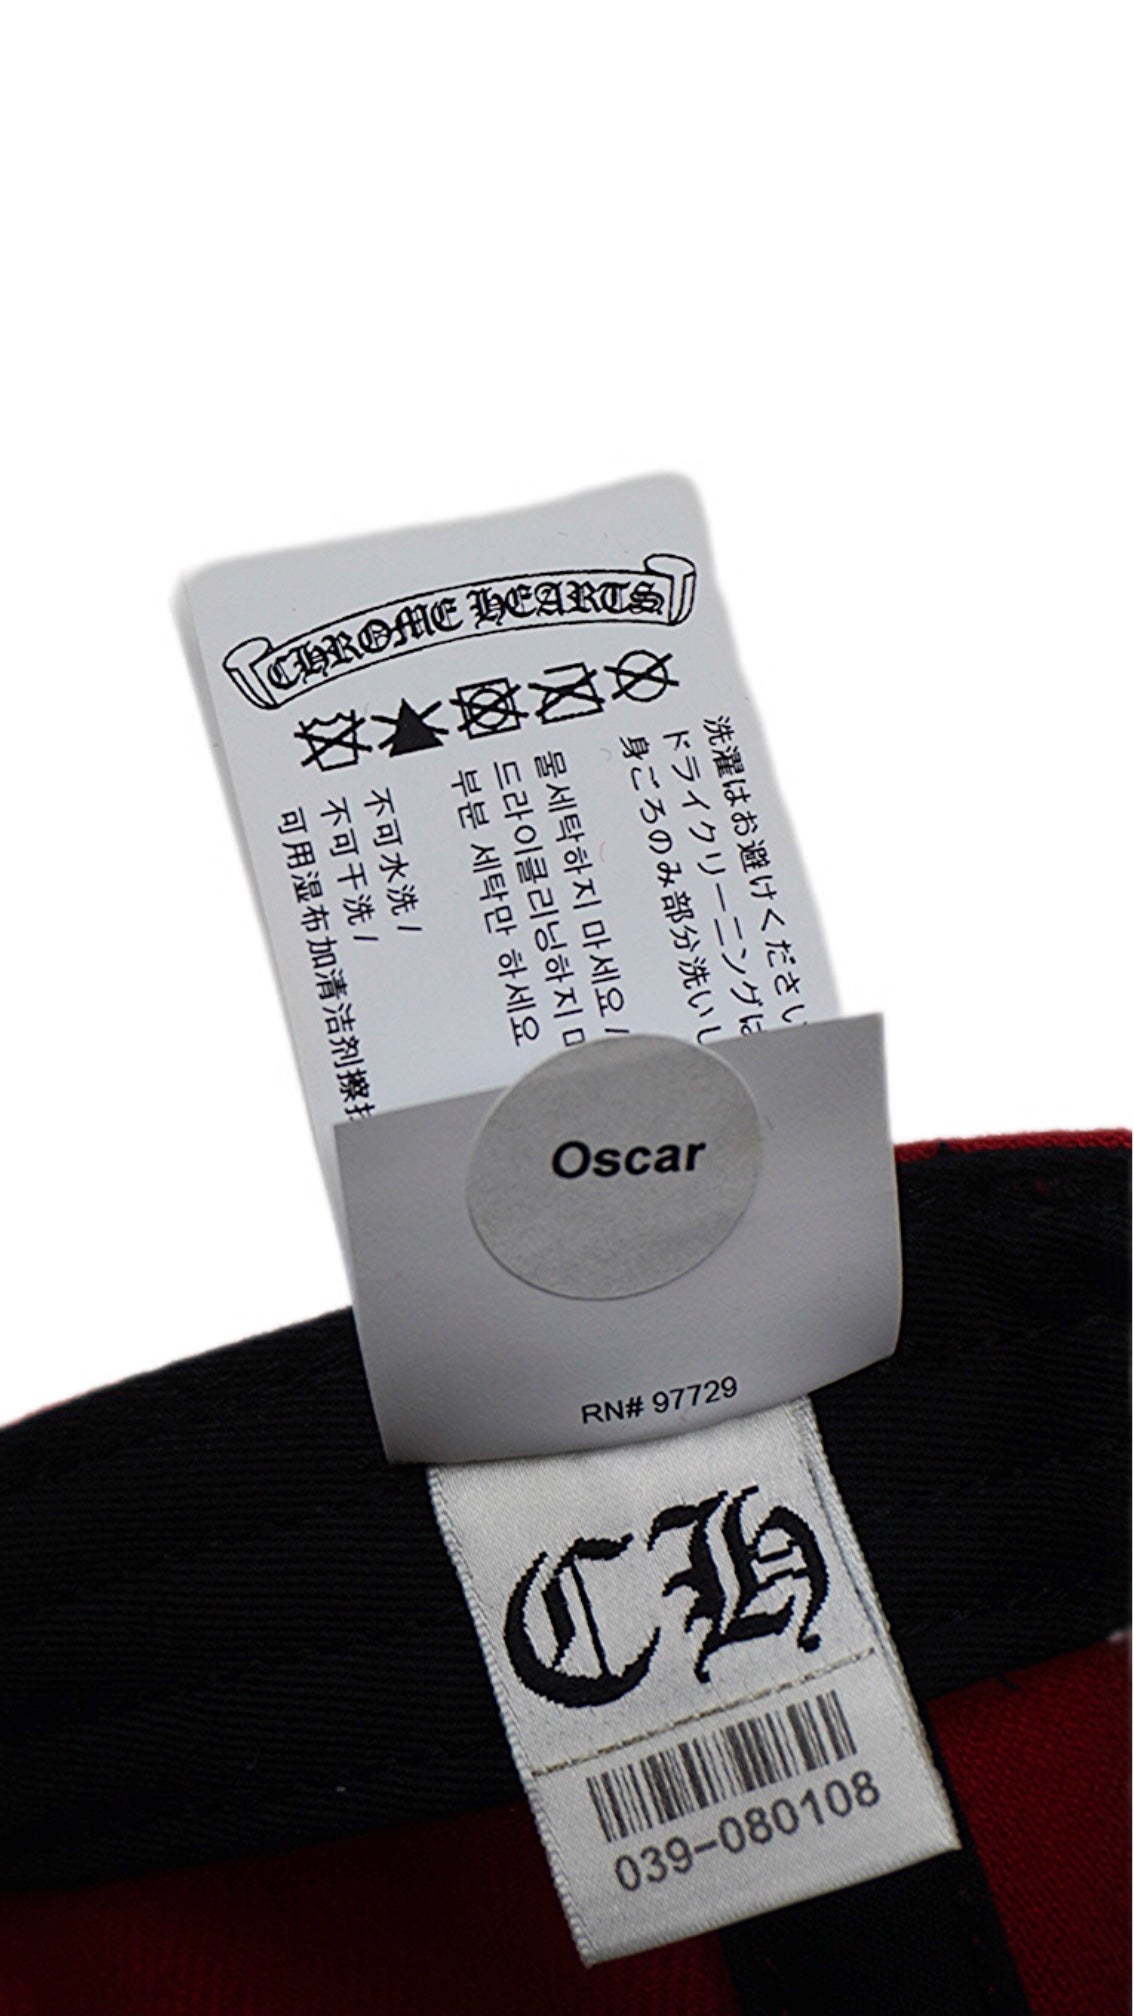 CHROME HEARTS
洗濯はお避けください
ドライクリーニングは
身ごろのみ部分洗いし
물세탁하지 마세요 /
드라이클리닝하지
부분 세탁만 하세요
不可水洗 /
不可干洗 /
可用湿布加清洁剂擦
Oscar
RN# 97729
CH
039-080108